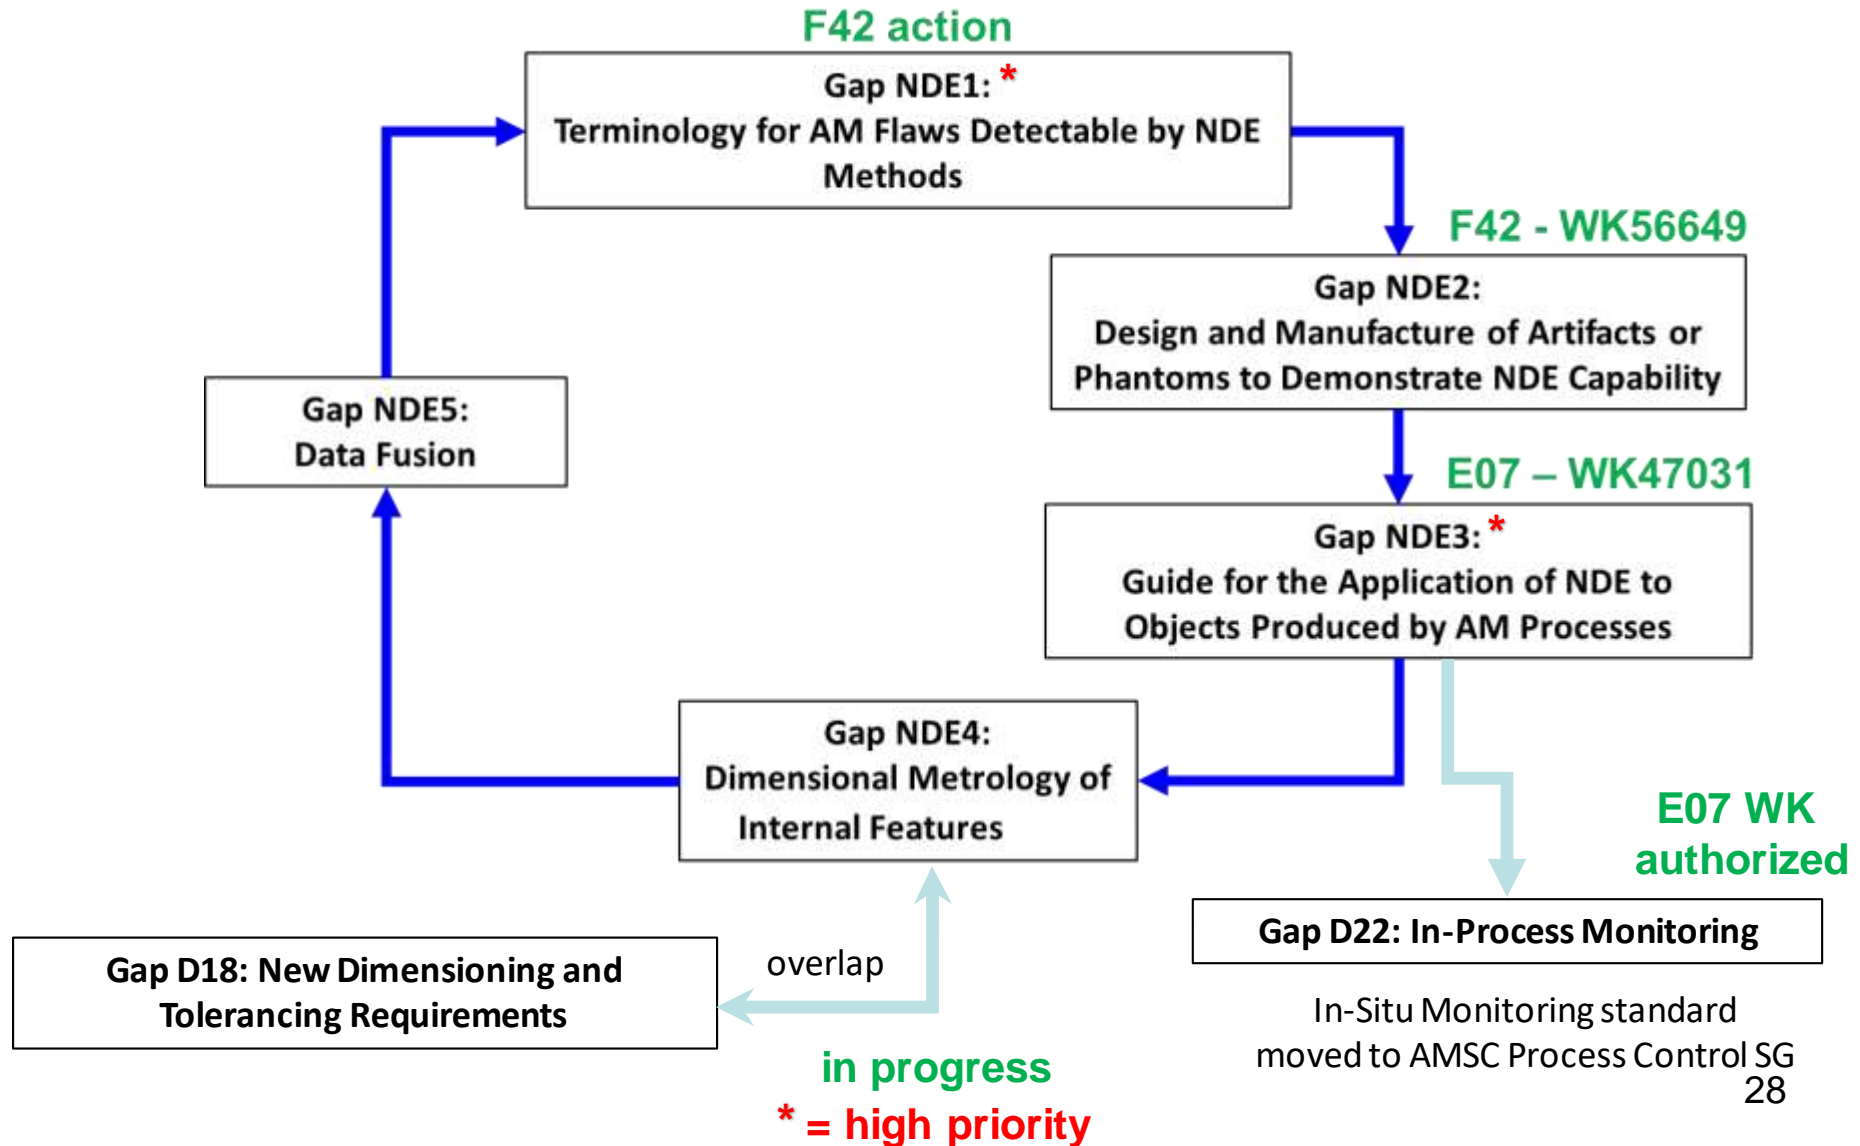 F42 action
Gap NDE1: *
Terminology for AM Flaws Detectable by NDE
Methods
F42 - WK56649
Gap NDE2:
Design and Manufacture of Artifacts or
Phantoms to Demonstrate NDE Capability
E07 – WK47031
Gap NDE3: *
Guide for the Application of NDE to
Objects Produced by AM Processes
Gap NDE5:
Data Fusion
Gap NDE4:
Dimensional Metrology of
Internal Features
E07 WK
authorized
Gap D22: In-Process Monitoring
In-Situ Monitoring standard
moved to AMSC Process Control SG
Gap D18: New Dimensioning and
Tolerancing Requirements
overlap
in progress
* = high priority
28